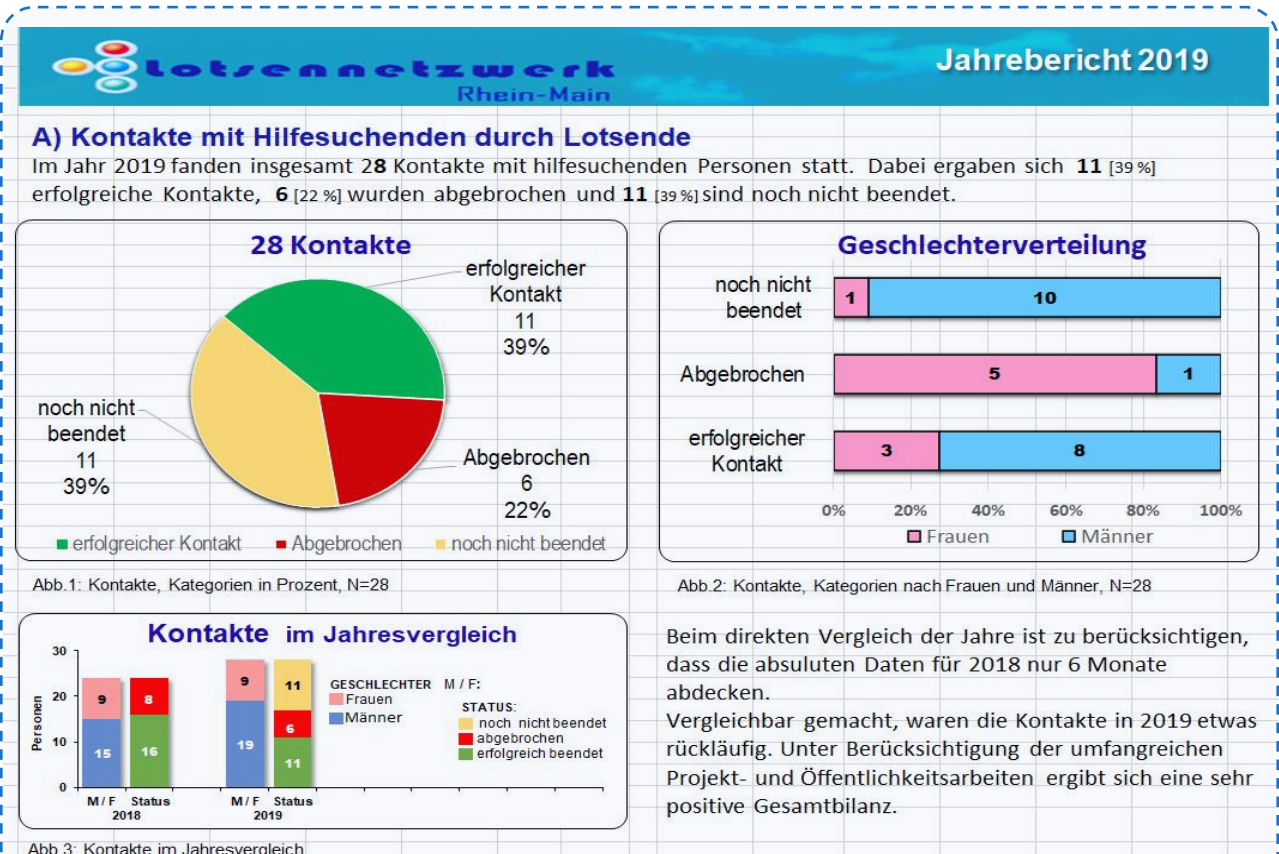 Lotsennetzwerk
Rhein-Main
Jahrebericht 2019
A) Kontakte mit Hilfesuchenden durch Lotsende
Im Jahr 2019 fanden insgesamt 28 Kontakte mit hilfesuchenden Personen statt. Dabei ergaben sich 11 [39 %]
erfolgreiche Kontakte, 6 [22 %] wurden abgebrochen und 11 [39 %] sind noch nicht beendet.
28 Kontakte
erfolgreicher
Kontakt
11
39%
noch nicht
beendet
11
39%
Abgebrochen
6
22%
erfolgreicher Kontakt Abgebrochen noch nicht beendet
Abb.1: Kontakte, Kategorien in Prozent, N=28
Geschlechterverteilung
noch nicht
beendet
1 10
Abgebrochen 5 1
erfolgreicher
Kontakt
3 8
0% 20% 40% 60% 80% 100%
Frauen Männer
Abb.2: Kontakte, Kategorien nach Frauen und Männer, N=28
Kontakte im Jahresvergleich
Personen
30
20
10
0
9 8 9 11
15 16 19 6
11
M / F Status M / F Status
2018 2019
GESCHLECHTER M / F:
Frauen
Männer
STATUS:
noch nicht beendet
abgebrochen
erfolgreich beendet
Abb.3: Kontakte im Jahresvergleich
Beim direkten Vergleich der Jahre ist zu berücksichtigen,
dass die absuluten Daten für 2018 nur 6 Monate
abdecken.
Vergleichbar gemacht, waren die Kontakte in 2019 etwas
rückläufig. Unter Berücksichtigung der umfangreichen
Projekt- und Öffentlichkeitsarbeiten ergibt sich eine sehr
positive Gesamtbilanz.